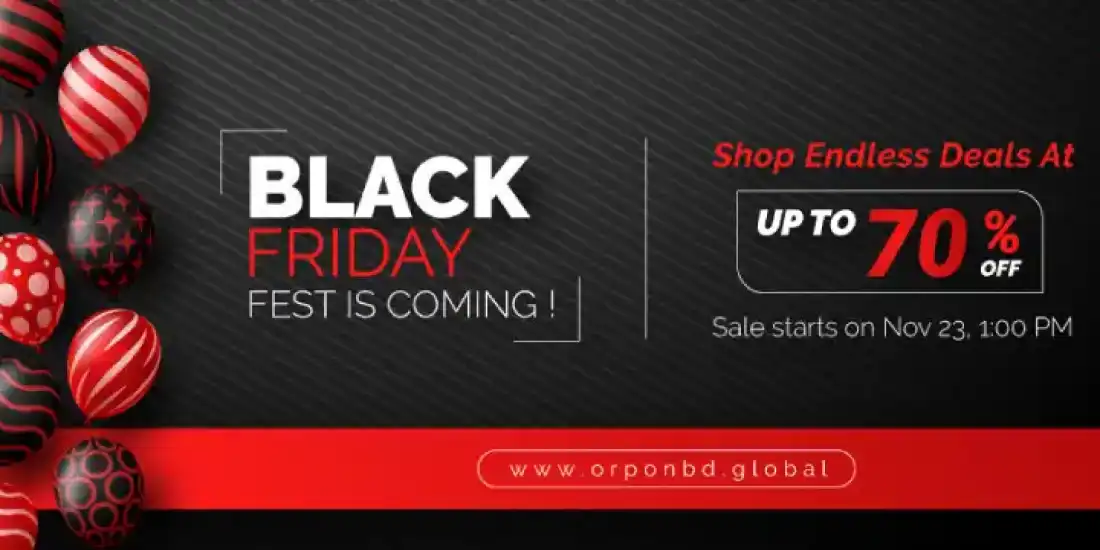 BLACK
FRIDAY
FEST IS COMING !
Shop Endless Deals At
UP TO 70 % OFF
Sale starts on Nov 23, 1:00 PM
www.orponbd.global